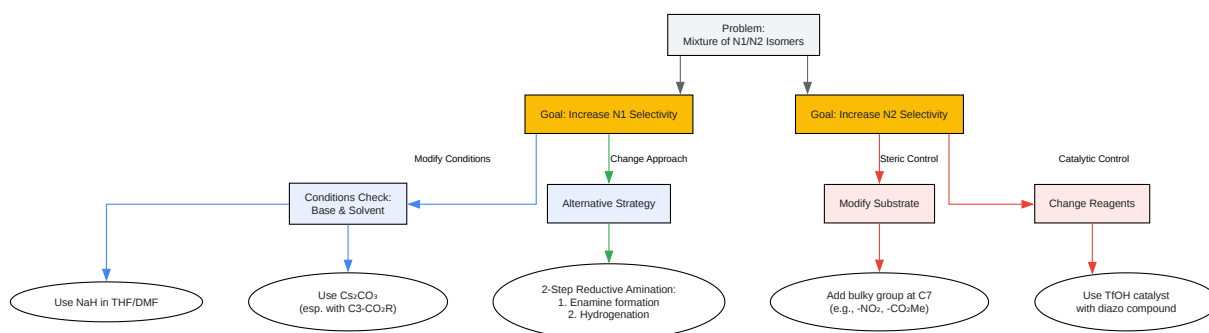 Problem:
Mixture of N1/N2 Isomers
Goal: Increase N1 Selectivity
Goal: Increase N2 Selectivity
Modify Conditions
Change Approach
Steric Control
Catalytic Control
Conditions Check:
Base & Solvent
Alternative Strategy
Modify Substrate
Change Reagents
Use NaH in THF/DMF
Use Cs₂CO₃
(esp. with C3-CO₂R)
2-Step Reductive Amination:
1. Enamine formation
2. Hydrogenation
Add bulky group at C7
(e.g., -NO₂, -CO₂Me)
Use TfOH catalyst
with diazo compound